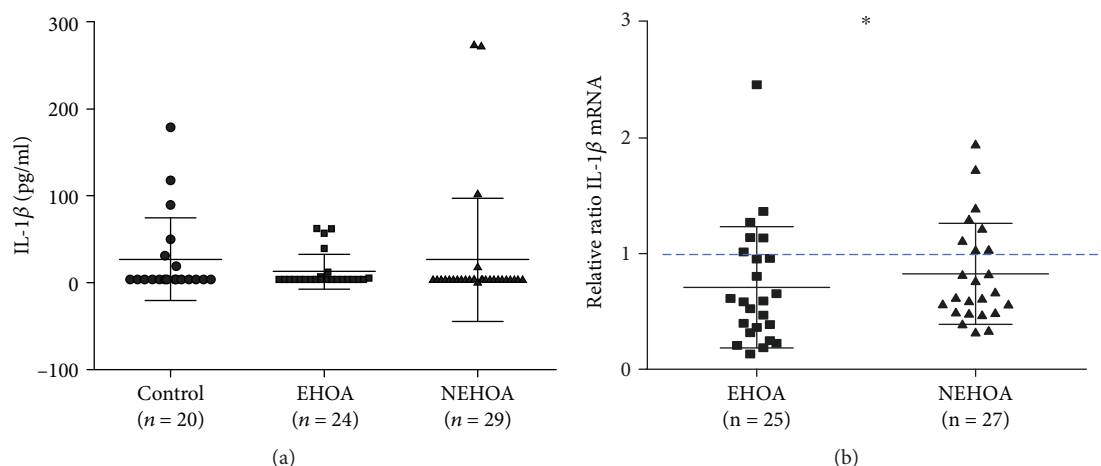 300
200
100
0
−100
IL-1β (pg/ml)
Control
(n = 20)
EHOA
(n = 24)
NEHOA
(n = 29)
(a)
3
2
1
0
Relative ratio IL-1β mRNA
*
EHOA
(n = 25)
NEHOA
(n = 27)
(b)